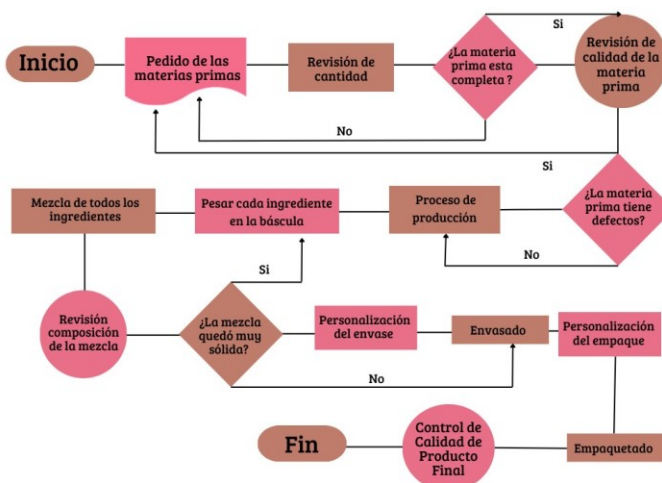 Inicio
Pedido de las
materias primas
Revisión de
cantidad
¿La materia
prima esta
completa ?
Si
No
Revisión de
calidad de la
materia
prima
Si
¿La materia
prima tiene
defectos?
No
Proceso de
producción
Pesar cada ingrediente
en la báscula
Mezcla de todos los
ingredientes
Revisión
composición
de la mezcla
¿La mezcla
quedó muy
sólida?
Si
No
Personalización
del envase
Envasado
Personalización
del empaque
Empaquetado
Control de
Calidad de
Producto
Final
Fin